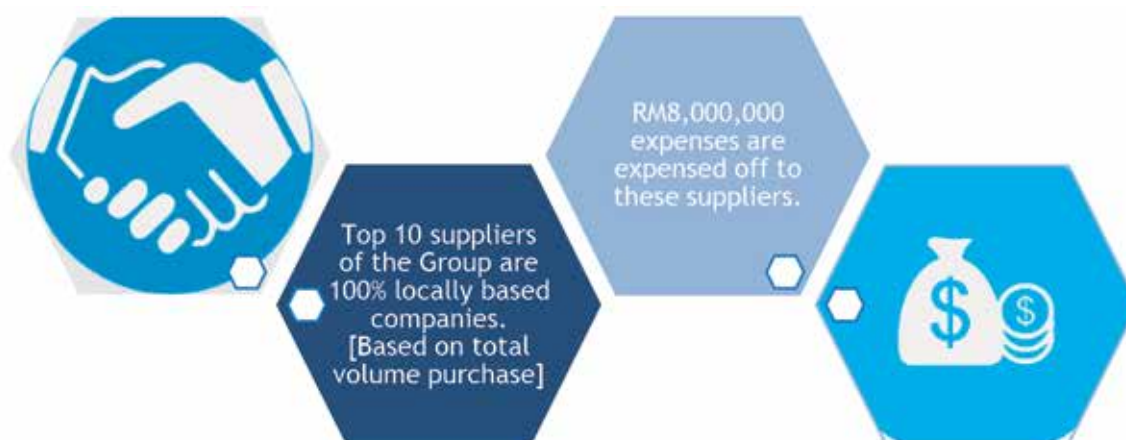 Top 10 suppliers
of the Group are
100% locally based
companies.
[Based on total
volume purchase]
RM8,000,000
expenses are
expensed off to
these suppliers.
$
$